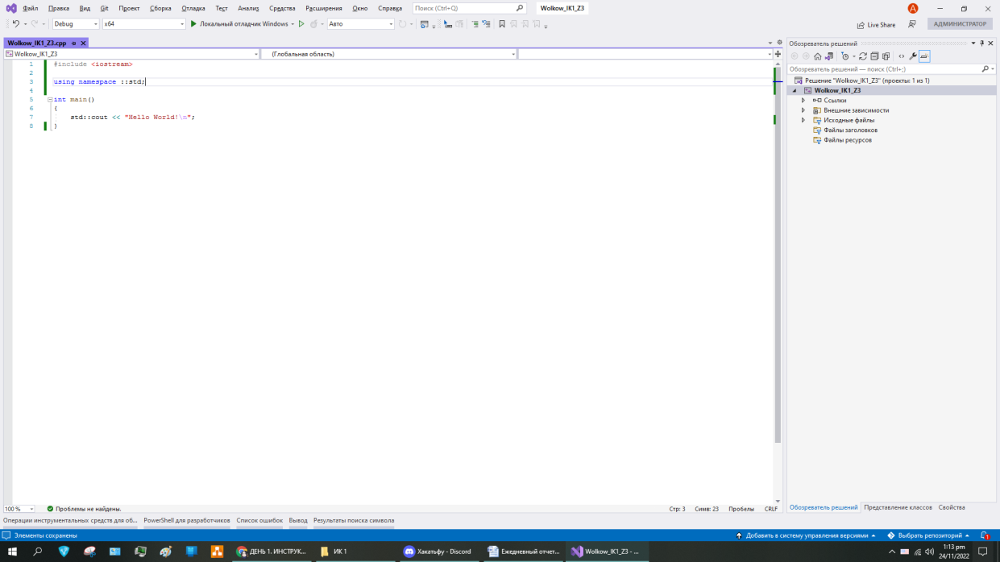 Файл Правка Вид Git Проект Сборка Отладка Тест Анализ Средства Расширения Окно Справка Поиск (Ctrl+Q) Wolkow_IK1_Z3 A
Debug x64 Локальный отладчик Windows Авто Live Share АДМИНИСТРАТОР
Wolkow_IK1_Z3.cpp
Wolkow_IK1_Z3 (Глобальная область)
1 #include <iostream>
2
3 using namespace ::std;
4
5 int main()
6 {
7 std::cout << "Hello World!\n";
8 }
Обозреватель решений
Обозреватель решений — поиск (Ctrl+;)
Решение "Wolkow_IK1_Z3" (проекты: 1 из 1)
Wolkow_IK1_Z3
Ссылки
Внешние зависимости
Исходные файлы
Файлы заголовков
Файлы ресурсов
Обозреватель решений Представление классов Свойства
100 % Проблемы не найдены. Стр: 3 Симв: 23 Пробелы CRLF
Операции инструментальных средств для об... PowerShell для разработчиков Список ошибок Вывод Результаты поиска символа
Элементы сохранены Добавить в систему управления версиями Выбрать репозиторий 1
ДЕНЬ 1. ИНСТРУК... ИК 1 Хакатьфу - Discord Ежедневный отчет... Wolkow_IK1_Z3 - ... 1:13 pm
24/11/2022